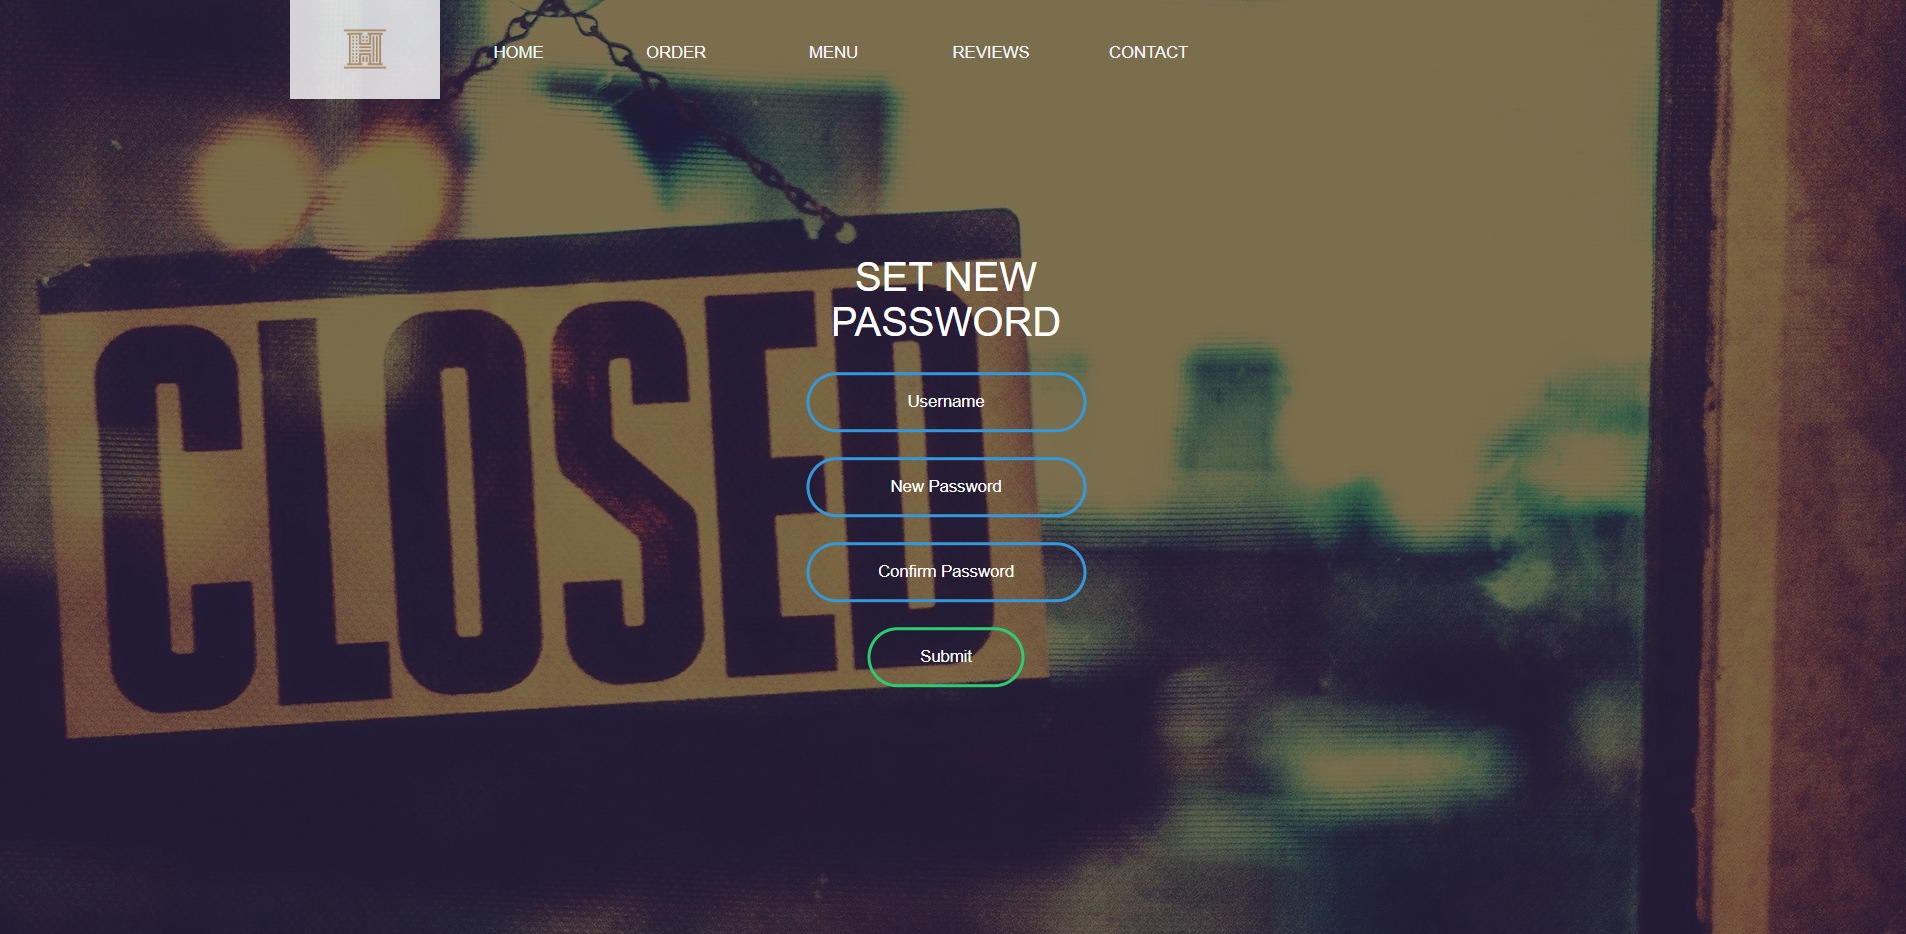 HOME ORDER MENU REVIEWS CONTACT
CLOSED
SET NEW
PASSWORD
Username
New Password
Confirm Password
Submit